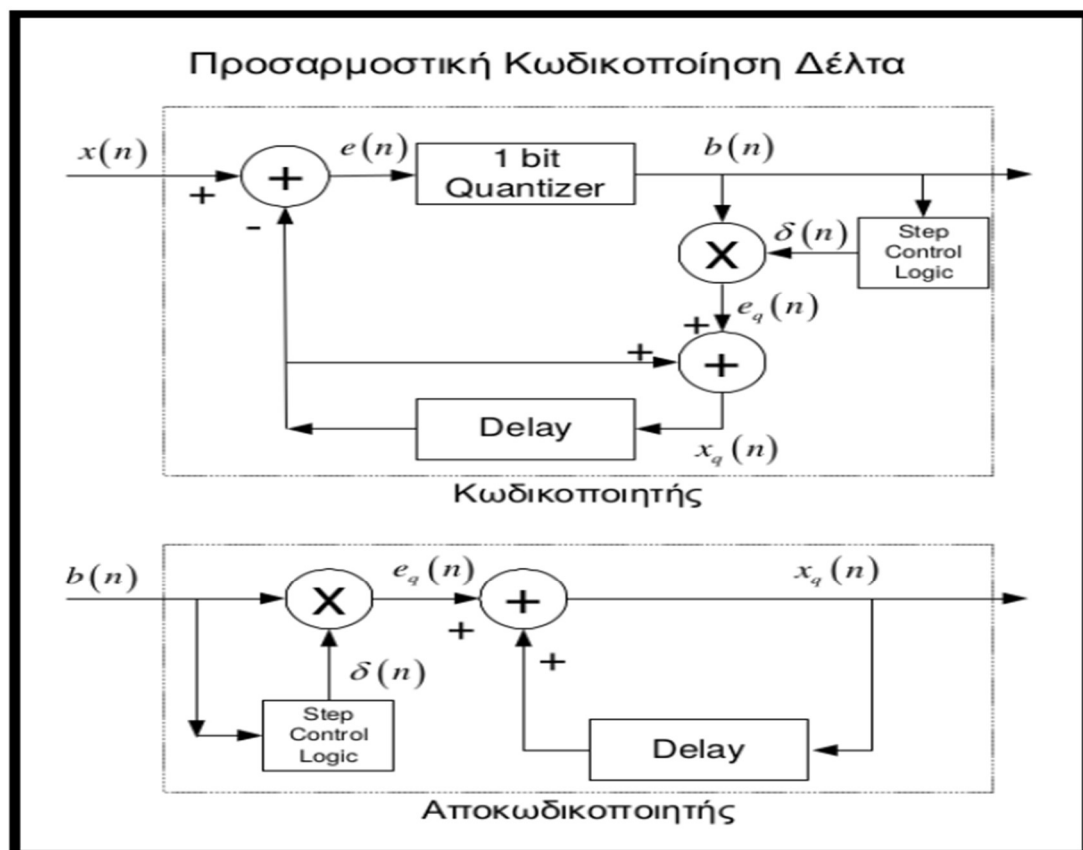 Προσαρμοστική Κωδικοποίηση Δέλτα
x(n)
+
+
-
e(n)
1 bit
Quantizer
b(n)
X
δ(n)
Step
Control
Logic
e_q(n)
+
+
+
Delay
x_q(n)
Κωδικοποιητής
b(n)
X
e_q(n)
+
+
+
x_q(n)
δ(n)
Step
Control
Logic
Delay
Αποκωδικοποιητής